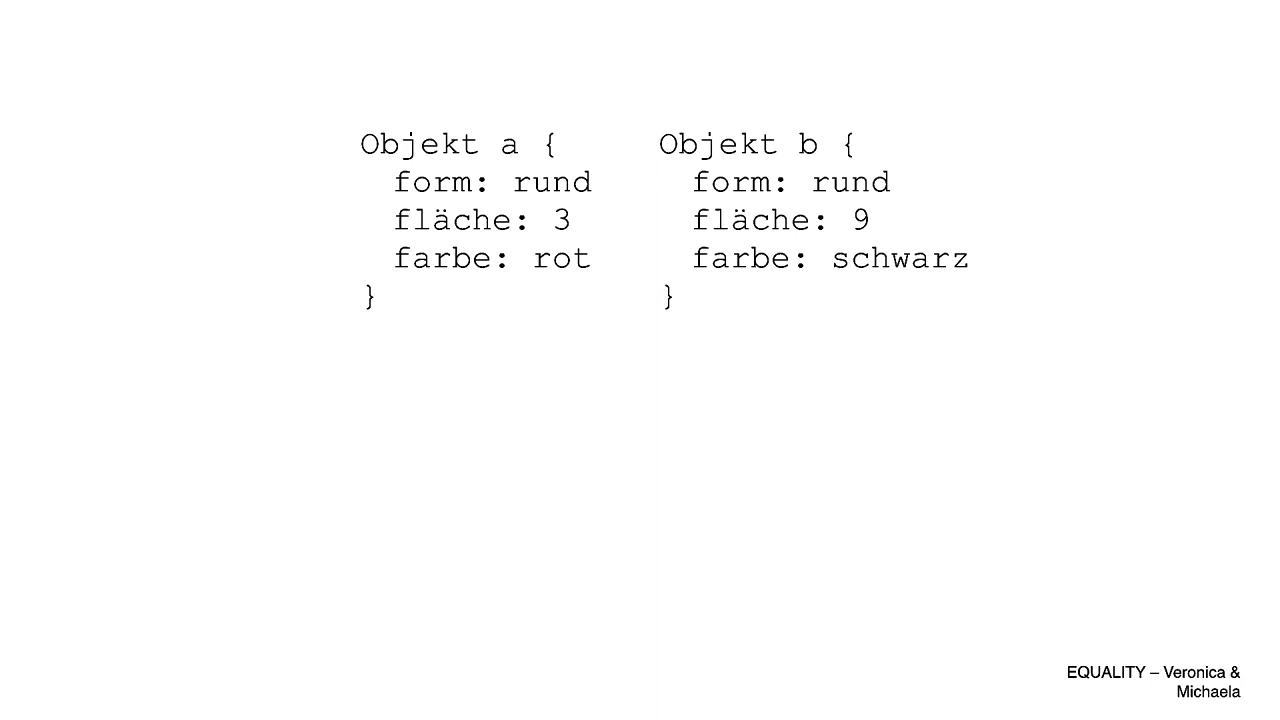 Objekt a {
form: rund
fläche: 3
farbe: rot
}
Objekt b {
form: rund
fläche: 9
farbe: schwarz
}
EQUALITY – Veronica &
Michaela